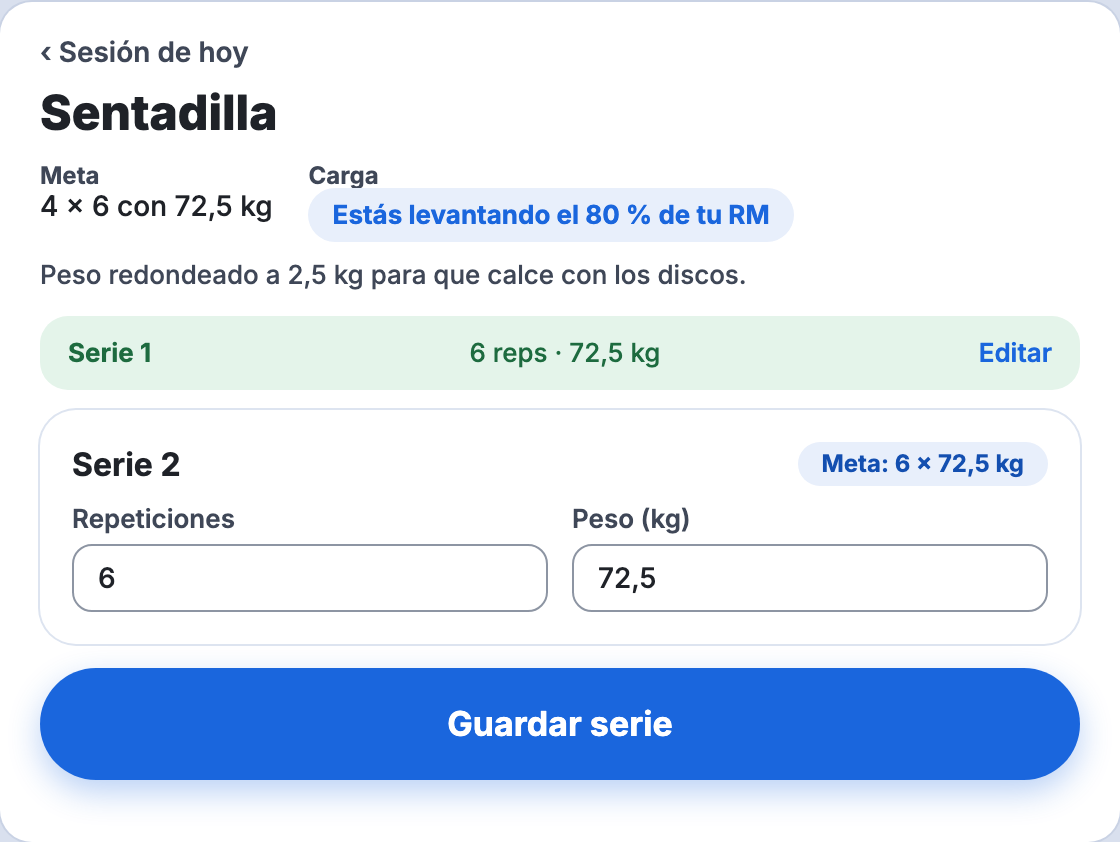 ‹ Sesión de hoy
Sentadilla
Meta
4 × 6 con 72,5 kg
Carga
Estás levantando el 80 % de tu RM
Peso redondeado a 2,5 kg para que calce con los discos.
Serie 1 6 reps · 72,5 kg Editar
Serie 2 Meta: 6 × 72,5 kg
Repeticiones Peso (kg)
6 72,5
Guardar serie